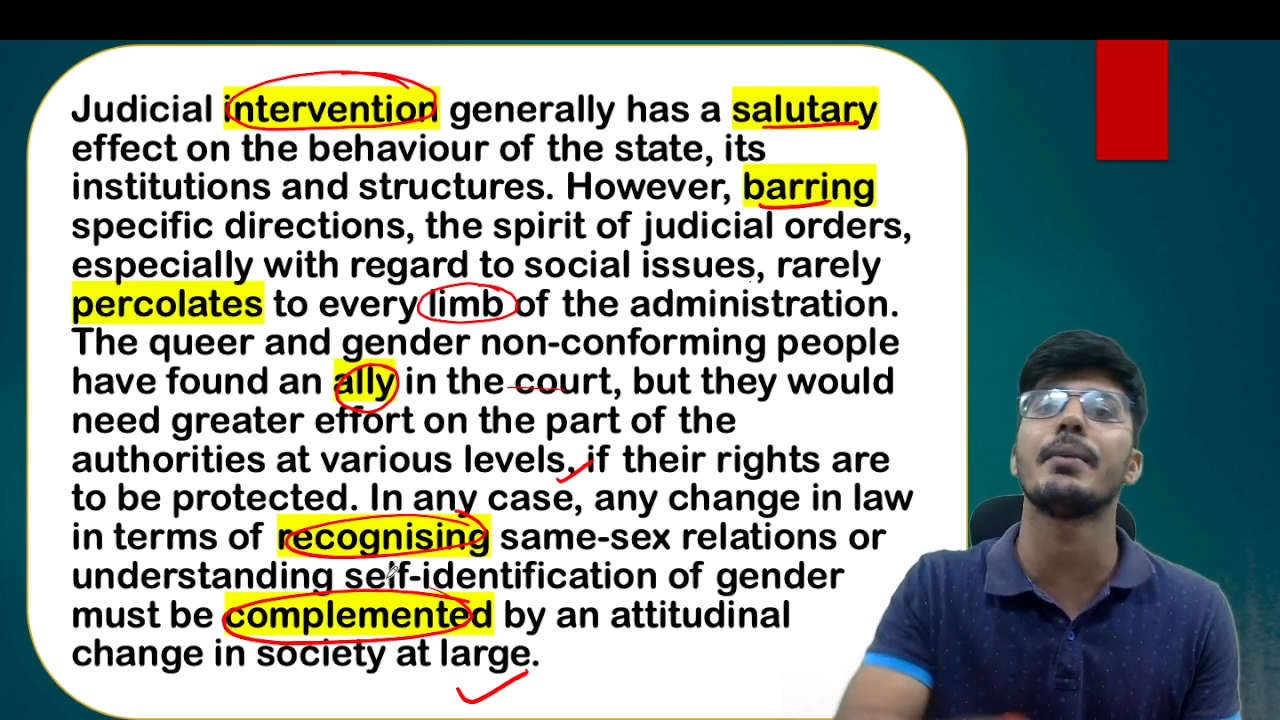 Judicial intervention generally has a salutary
effect on the behaviour of the state, its
institutions and structures. However, barring
specific directions, the spirit of judicial orders,
especially with regard to social issues, rarely
percolates to every limb of the administration.
The queer and gender non-conforming people
have found an ally in the court, but they would
need greater effort on the part of the
authorities at various levels, if their rights are
to be protected. In any case, any change in law
in terms of recognising same-sex relations or
understanding self-identification of gender
must be complemented by an attitudinal
change in society at large.